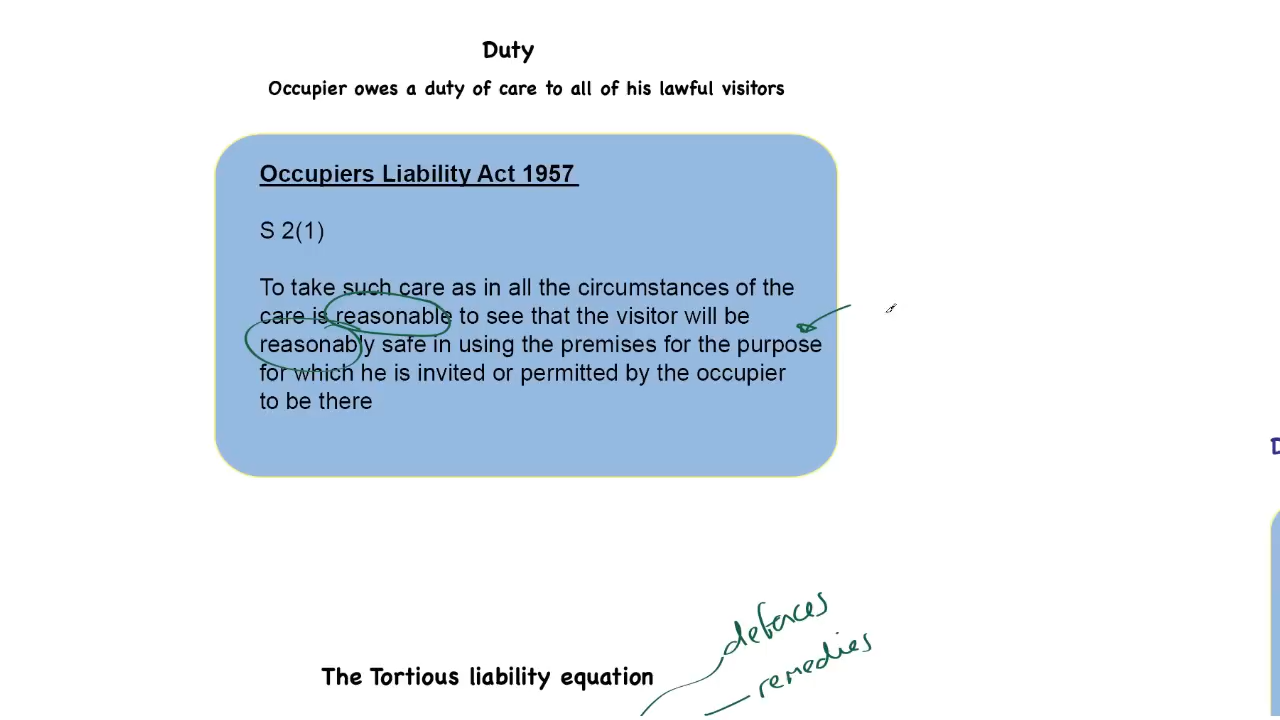 Duty
Occupier owes a duty of care to all of his lawful visitors
Occupiers Liability Act 1957
S 2(1)
To take such care as in all the circumstances of the
care is reasonable to see that the visitor will be
reasonably safe in using the premises for the purpose
for which he is invited or permitted by the occupier
to be there
defences
remedies
The Tortious liability equation